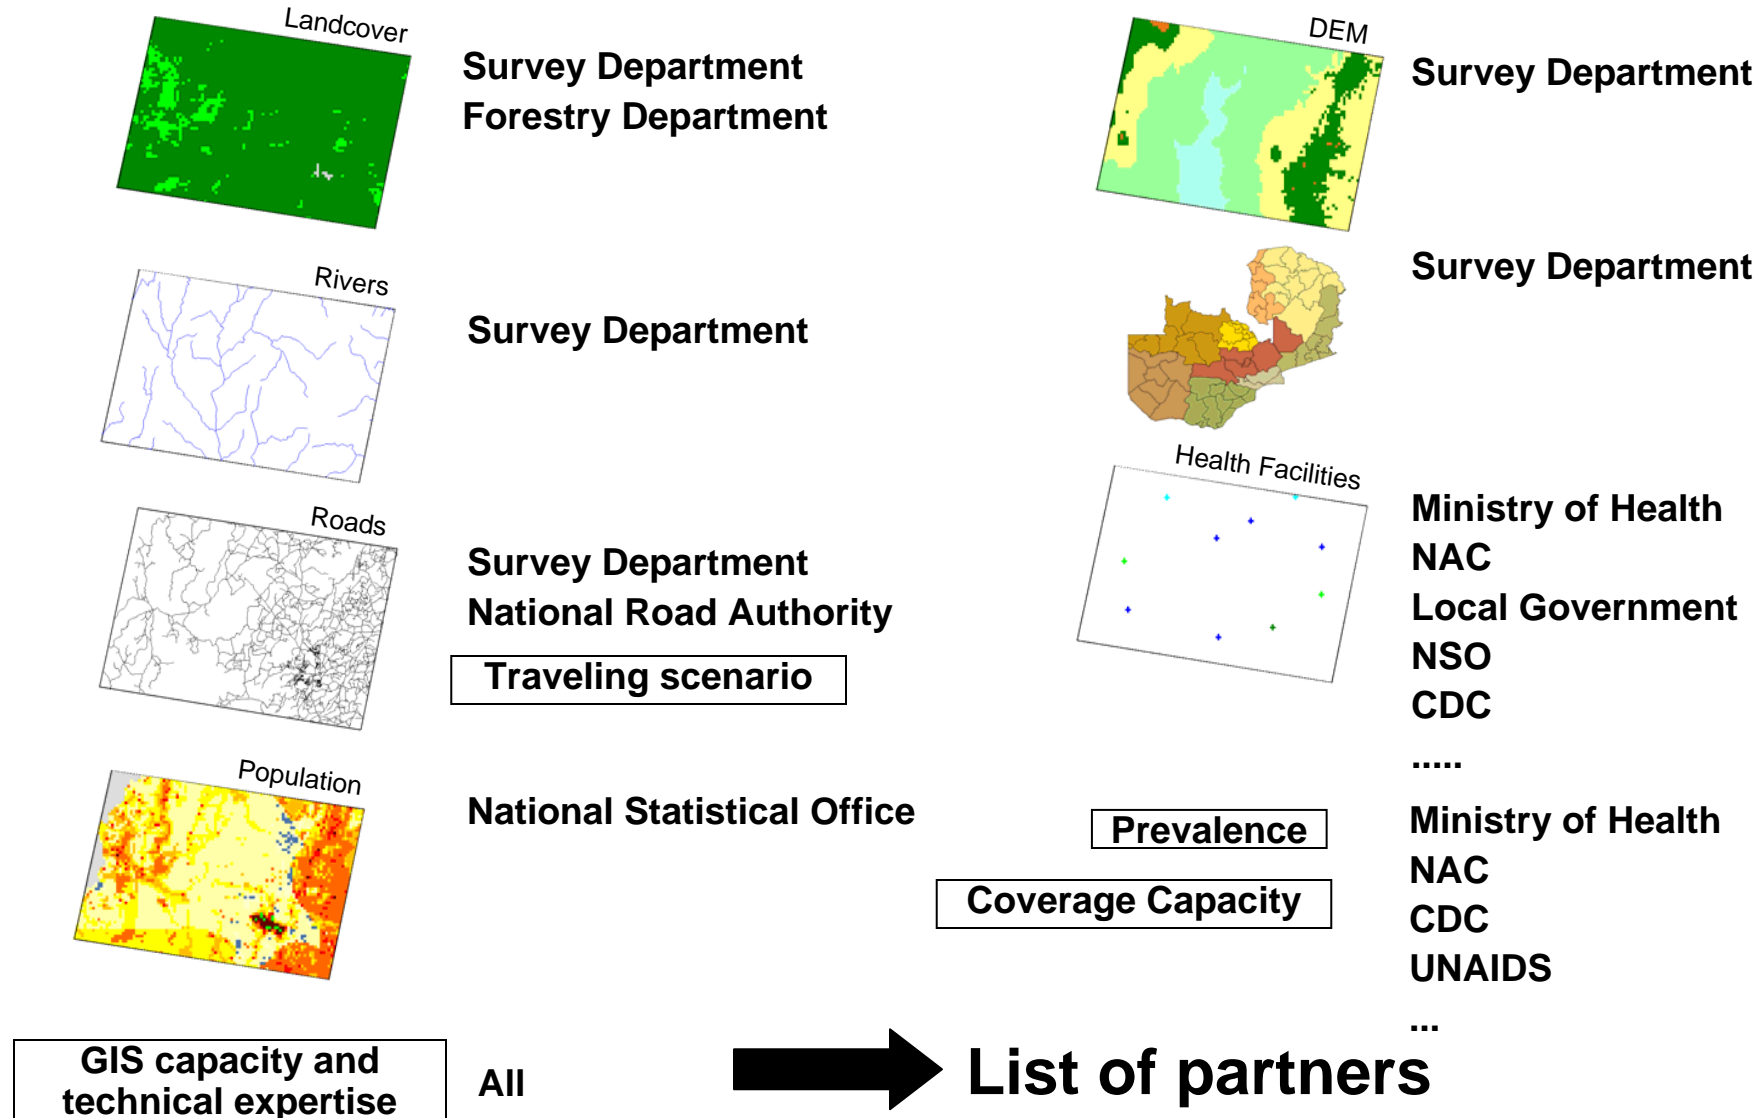 Landcover
Survey Department
Forestry Department
Rivers
Survey Department
Roads
Survey Department
National Road Authority
Traveling scenario
Population
National Statistical Office
GIS capacity and
technical expertise
All
DEM
Survey Department
Survey Department
Health Facilities
Ministry of Health
NAC
Local Government
NSO
CDC
.....
Prevalence
Coverage Capacity
Ministry of Health
NAC
CDC
UNAIDS
...
List of partners